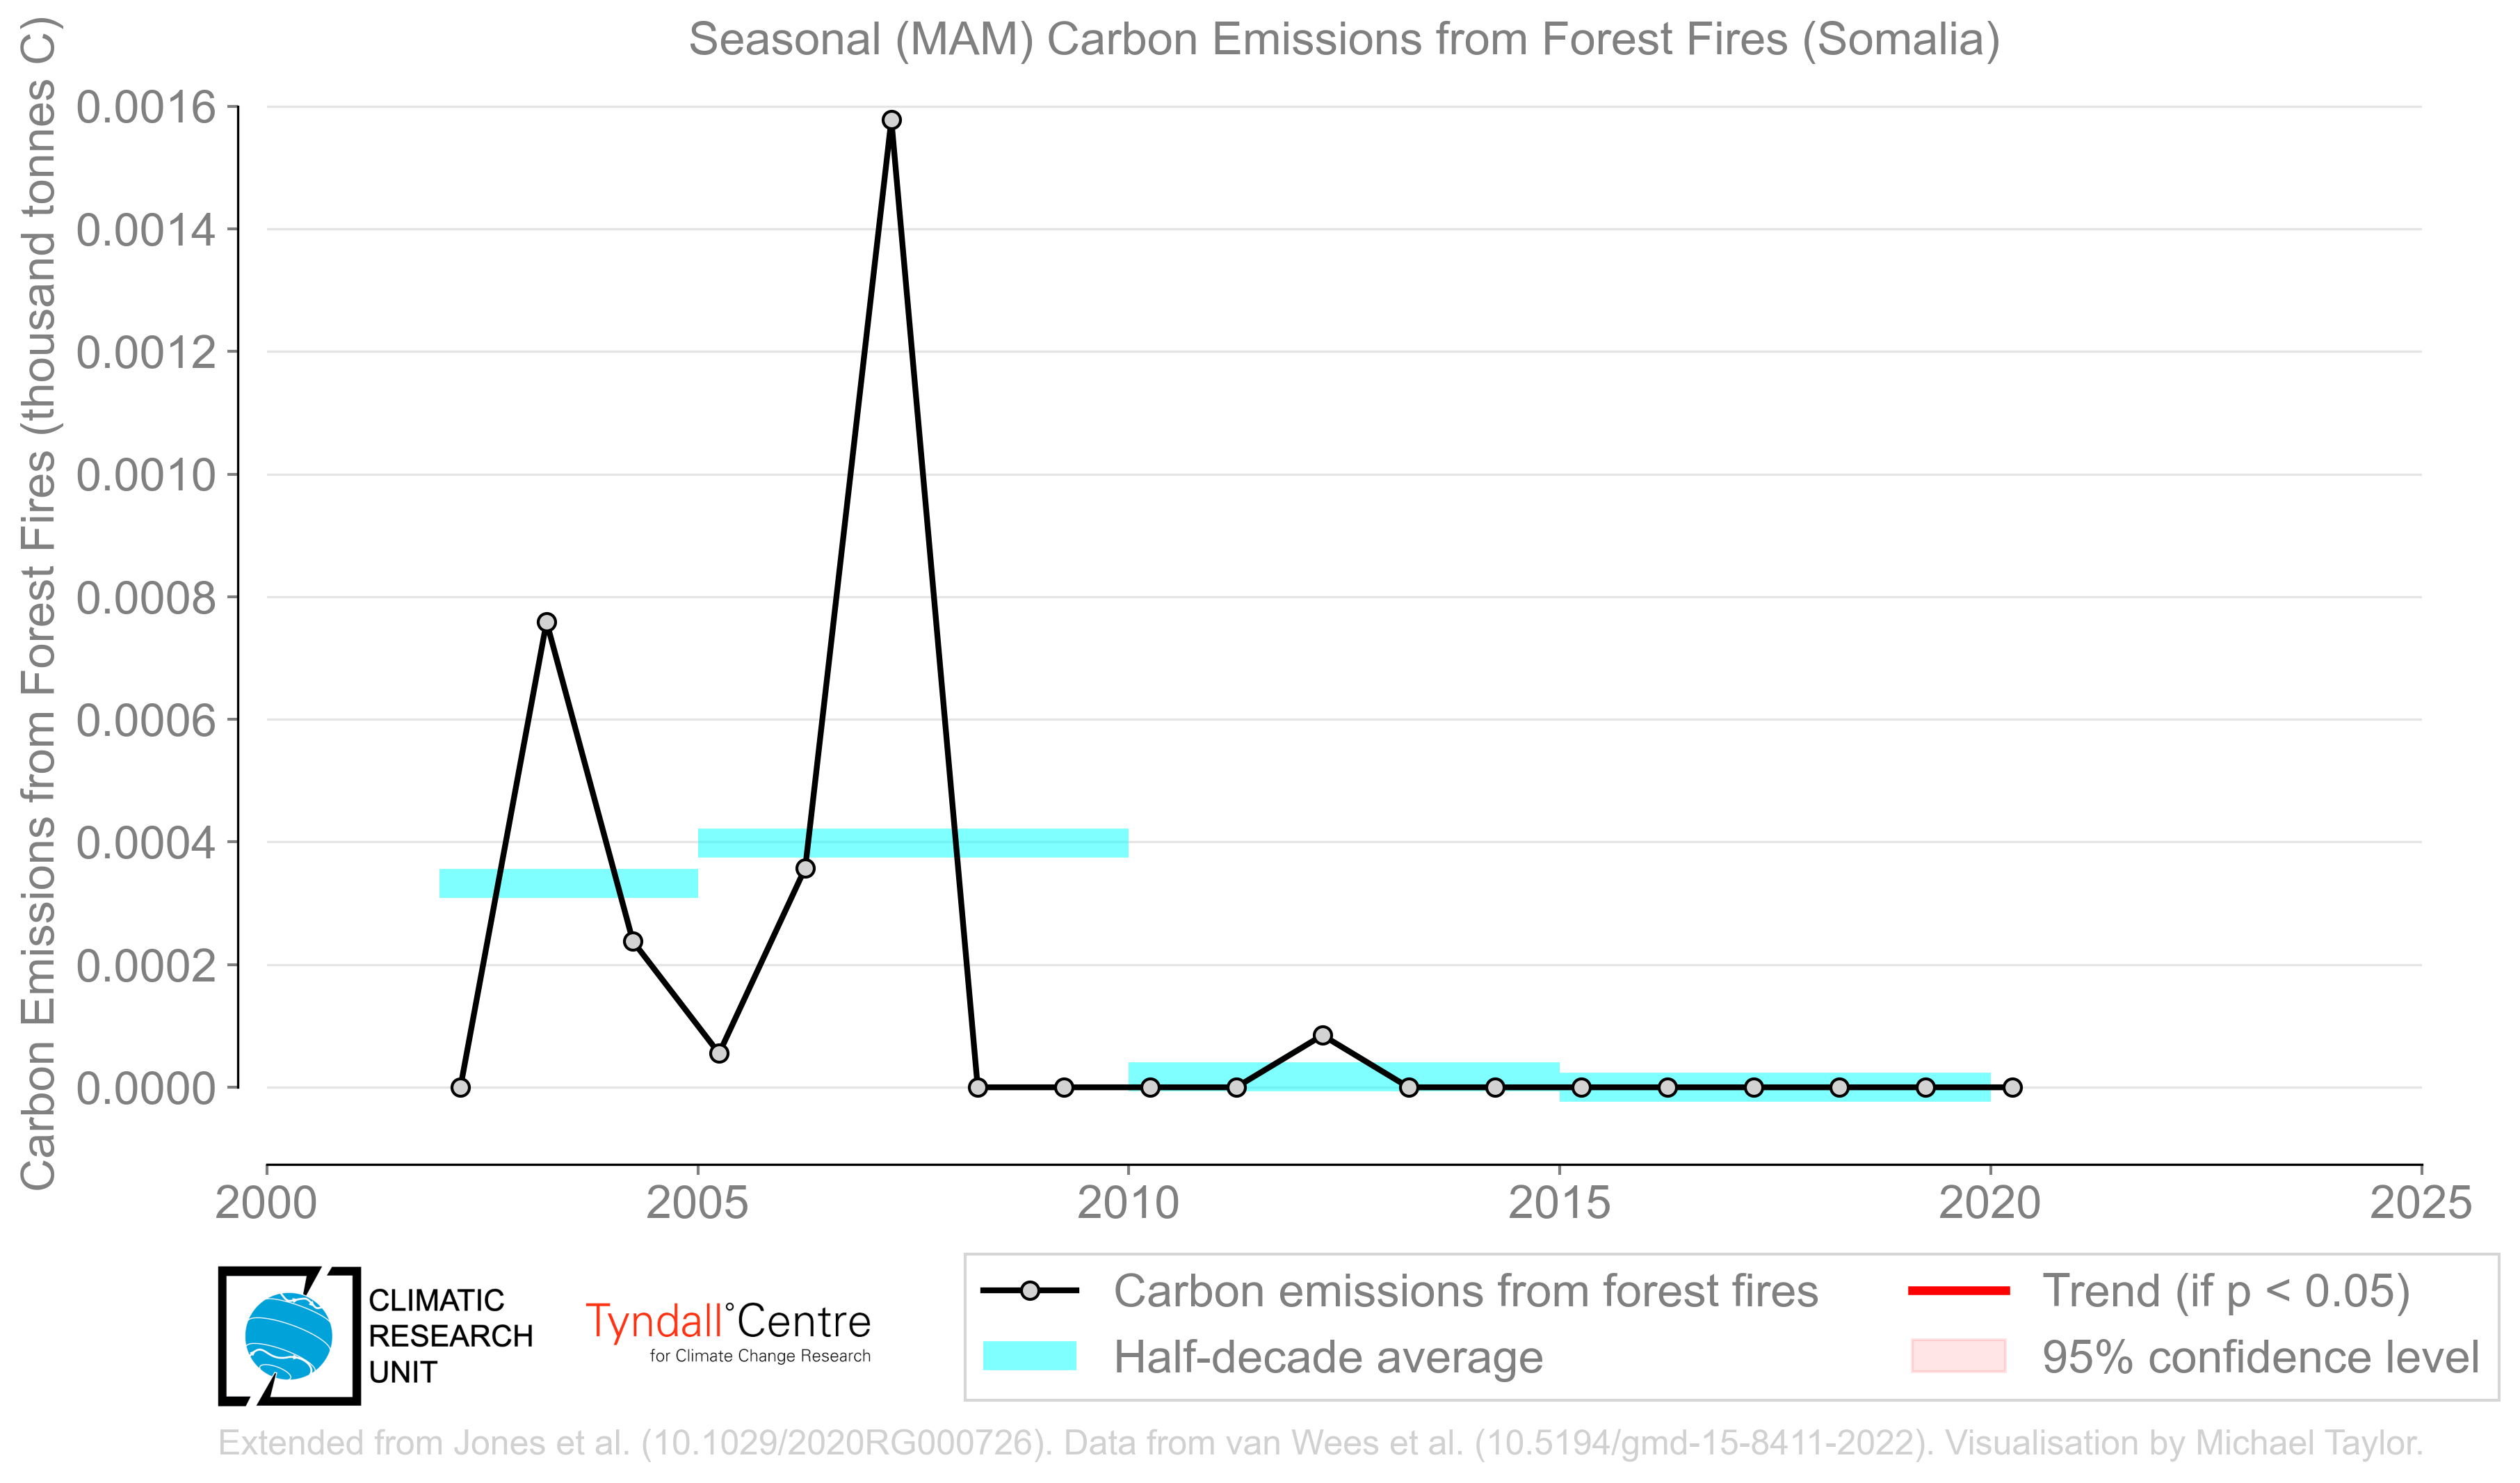 Seasonal (MAM) Carbon Emissions from Forest Fires (Somalia)
Carbon Emissions from Forest Fires (thousand tonnes C)
0.0016
0.0014
0.0012
0.0010
0.0008
0.0006
0.0004
0.0002
0.0000
2000 2005 2010 2015 2020 2025
CLIMATIC
RESEARCH
UNIT
Tyndall°Centre
for Climate Change Research
Carbon emissions from forest fires
Half-decade average
Trend (if p < 0.05)
95% confidence level
Extended from Jones et al. (10.1029/2020RG000726). Data from van Wees et al. (10.5194/gmd-15-8411-2022). Visualisation by Michael Taylor.